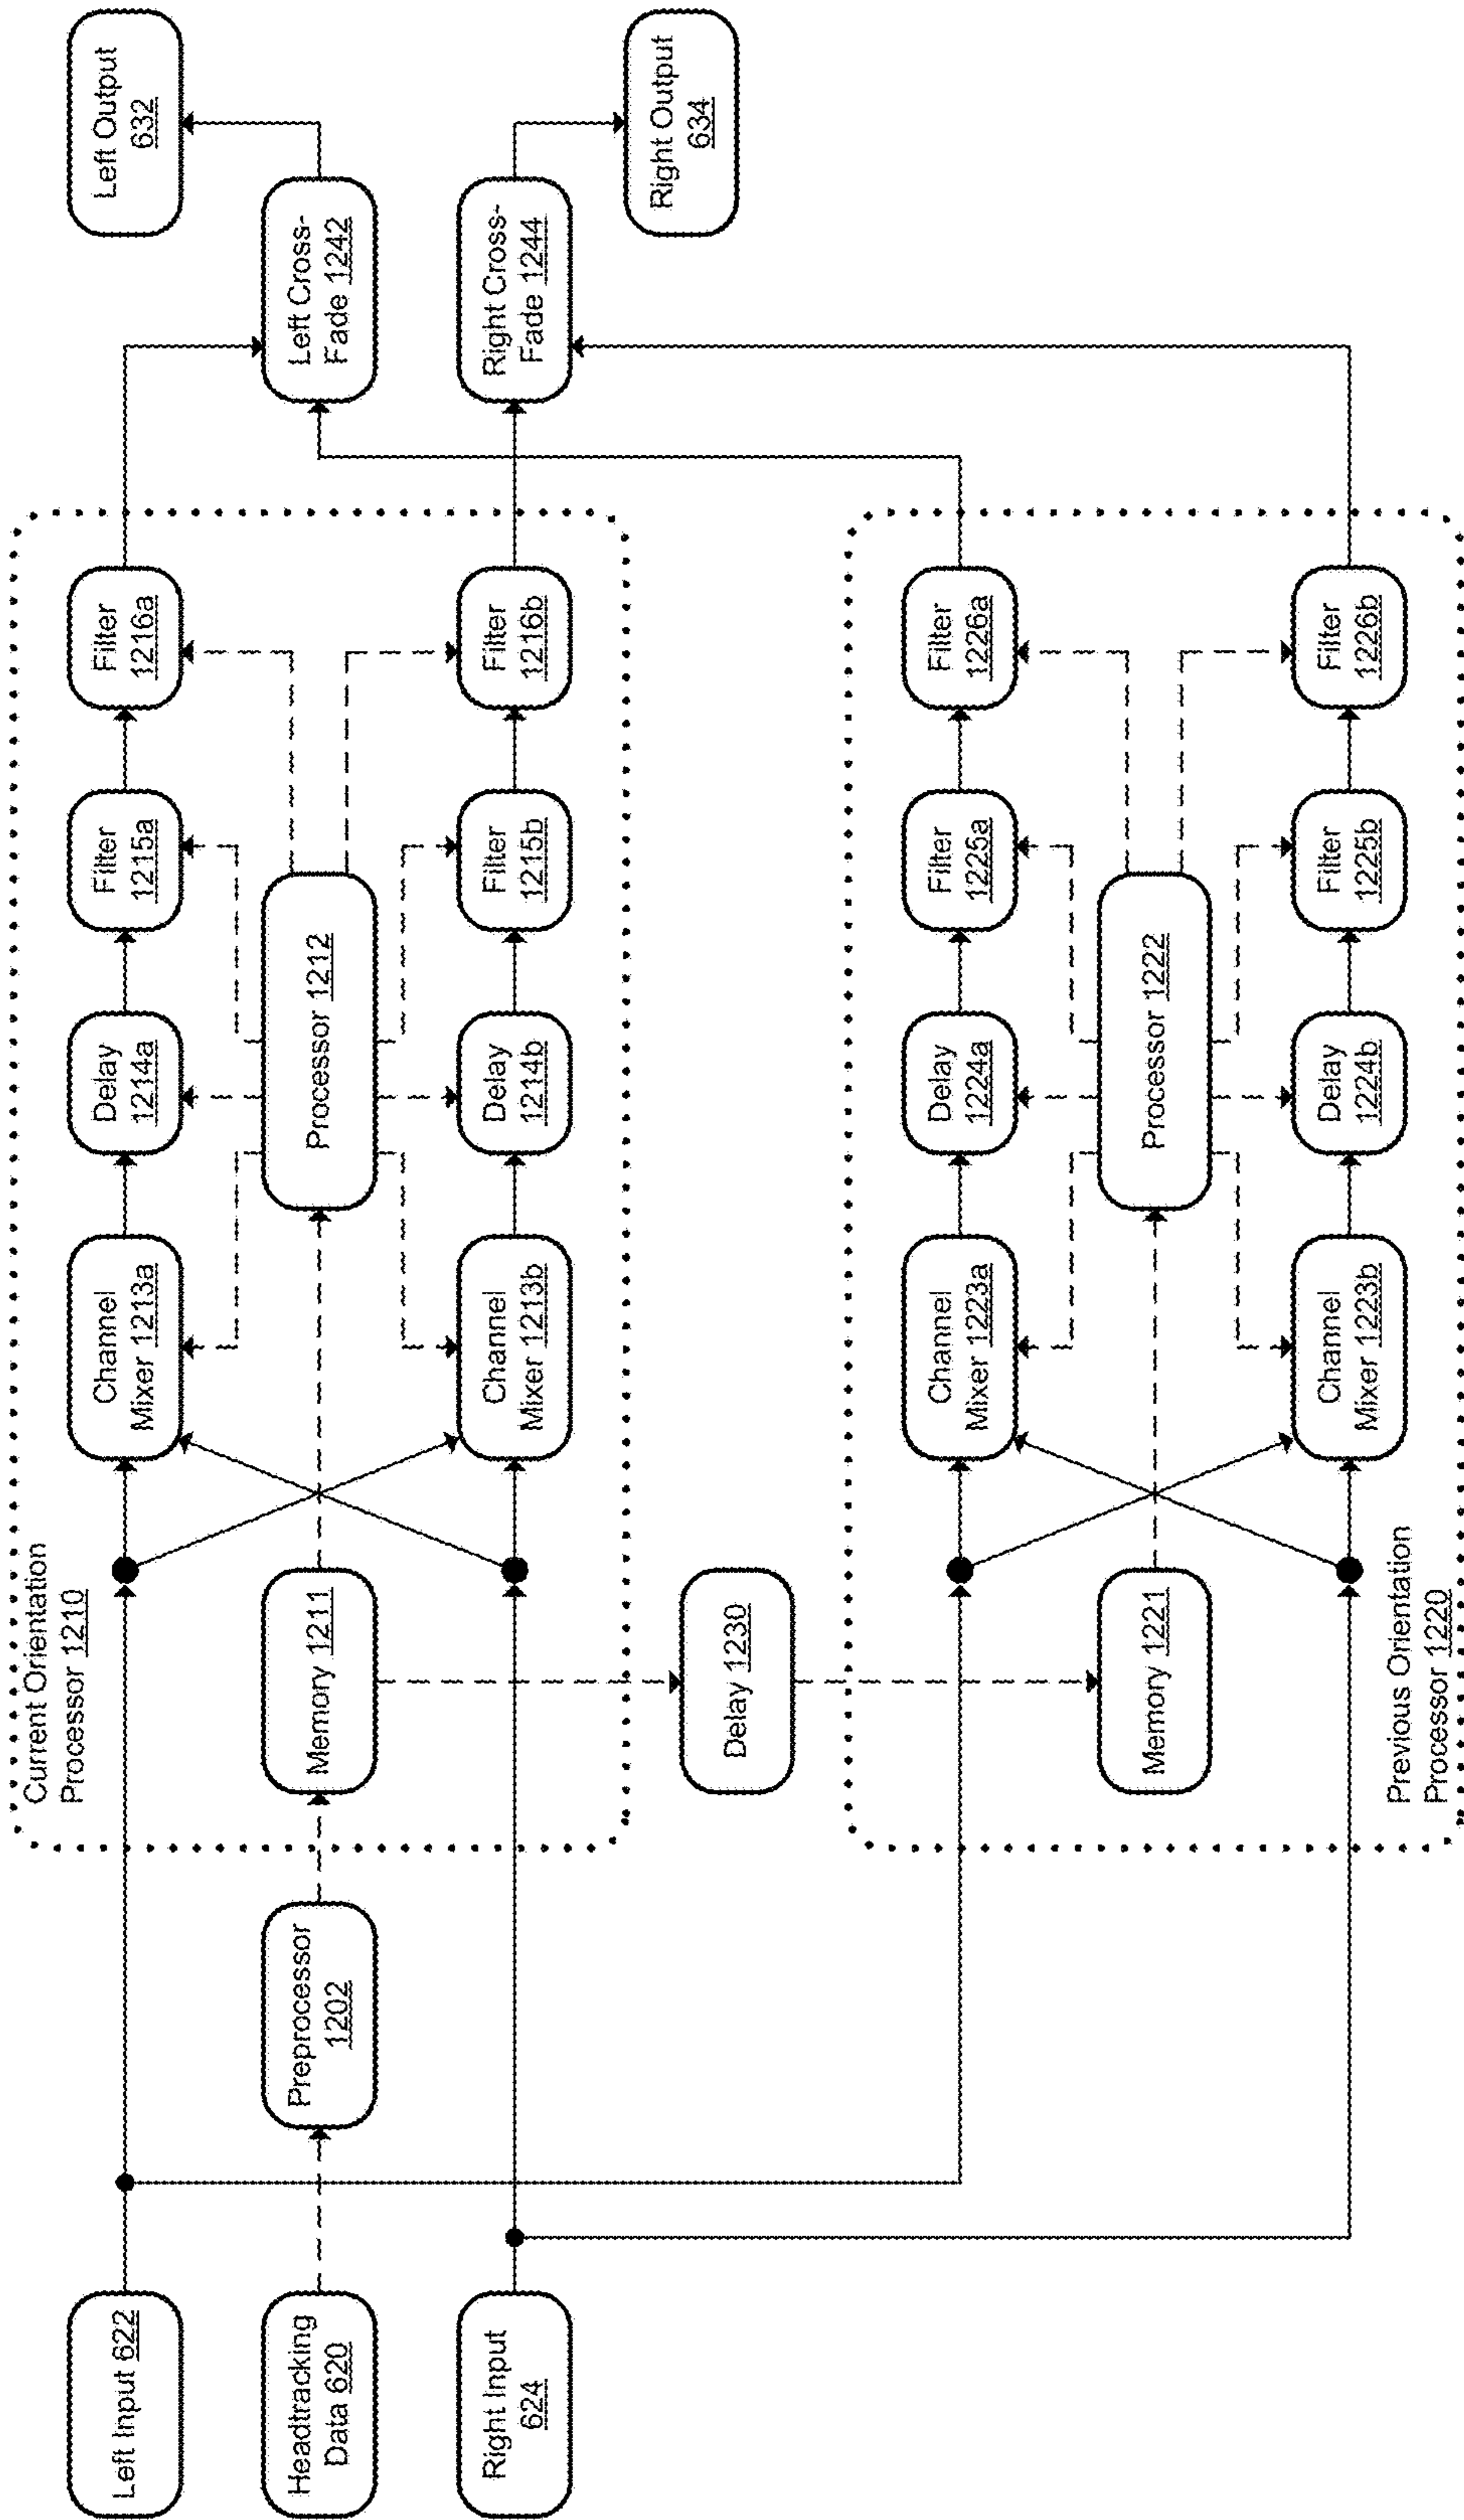 Left Input 622
Headtracking
Data 620
Right Input
624
Preprocessor
1202
Current Orientation
Processor 1210
Memory 1211
Channel
Mixer 1213a
Delay
1214a
Filter
1215a
Filter
1216a
Processor 1212
Channel
Mixer 1213b
Delay
1214b
Filter
1215b
Filter
1216b
Delay 1230
Previous Orientation
Processor 1220
Memory 1221
Channel
Mixer 1223a
Delay
1224a
Filter
1225a
Filter
1226a
Processor 1222
Channel
Mixer 1223b
Delay
1224b
Filter
1225b
Filter
1226b
Left Cross-
Fade 1242
Right Cross-
Fade 1244
Left Output
632
Right Output
634